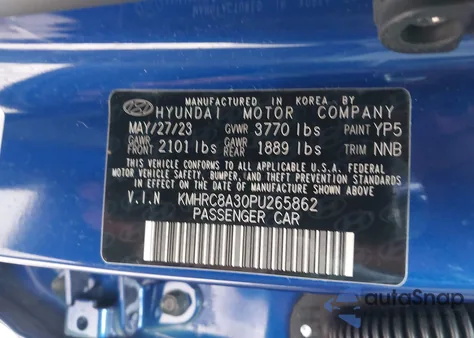 MANUFACTURED IN KOREA BY
HYUNDAI MOTOR COMPANY
MAY/27/23 GVWR 3770 lbs PAINT YP5
GAWR FRONT 2101 lbs GAWR REAR 1889 lbs TRIM NNB
THIS VEHICLE CONFORMS TO ALL APPLICABLE U.S.A. FEDERAL
MOTOR VEHICLE SAFETY, BUMPER, AND THEFT PREVENTION STANDARDS
IN EFFECT ON THE DATE OF MANUFACTURE SHOWN ABOVE.
V.I.N KMHRC8A30PU265862
PASSENGER CAR
autoSnap